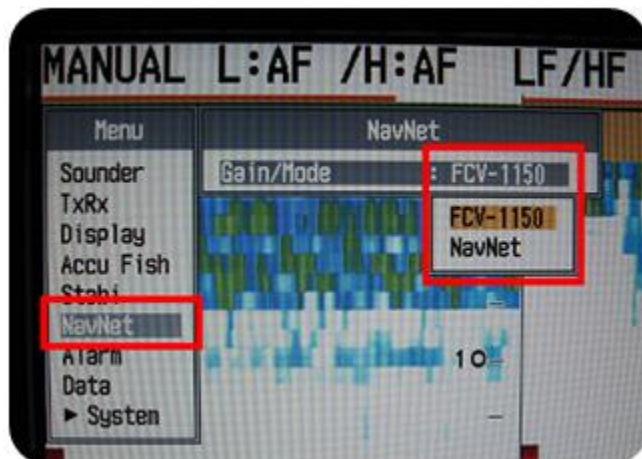 MANUAL L:AF /H:AF LF/HF
Menu
Sounder
TxRx
Display
Accu Fish
Stabi
NavNet
Alarm
Data
► System
NavNet
Gain/Mode : FCV-1150
FCV-1150
NavNet
10